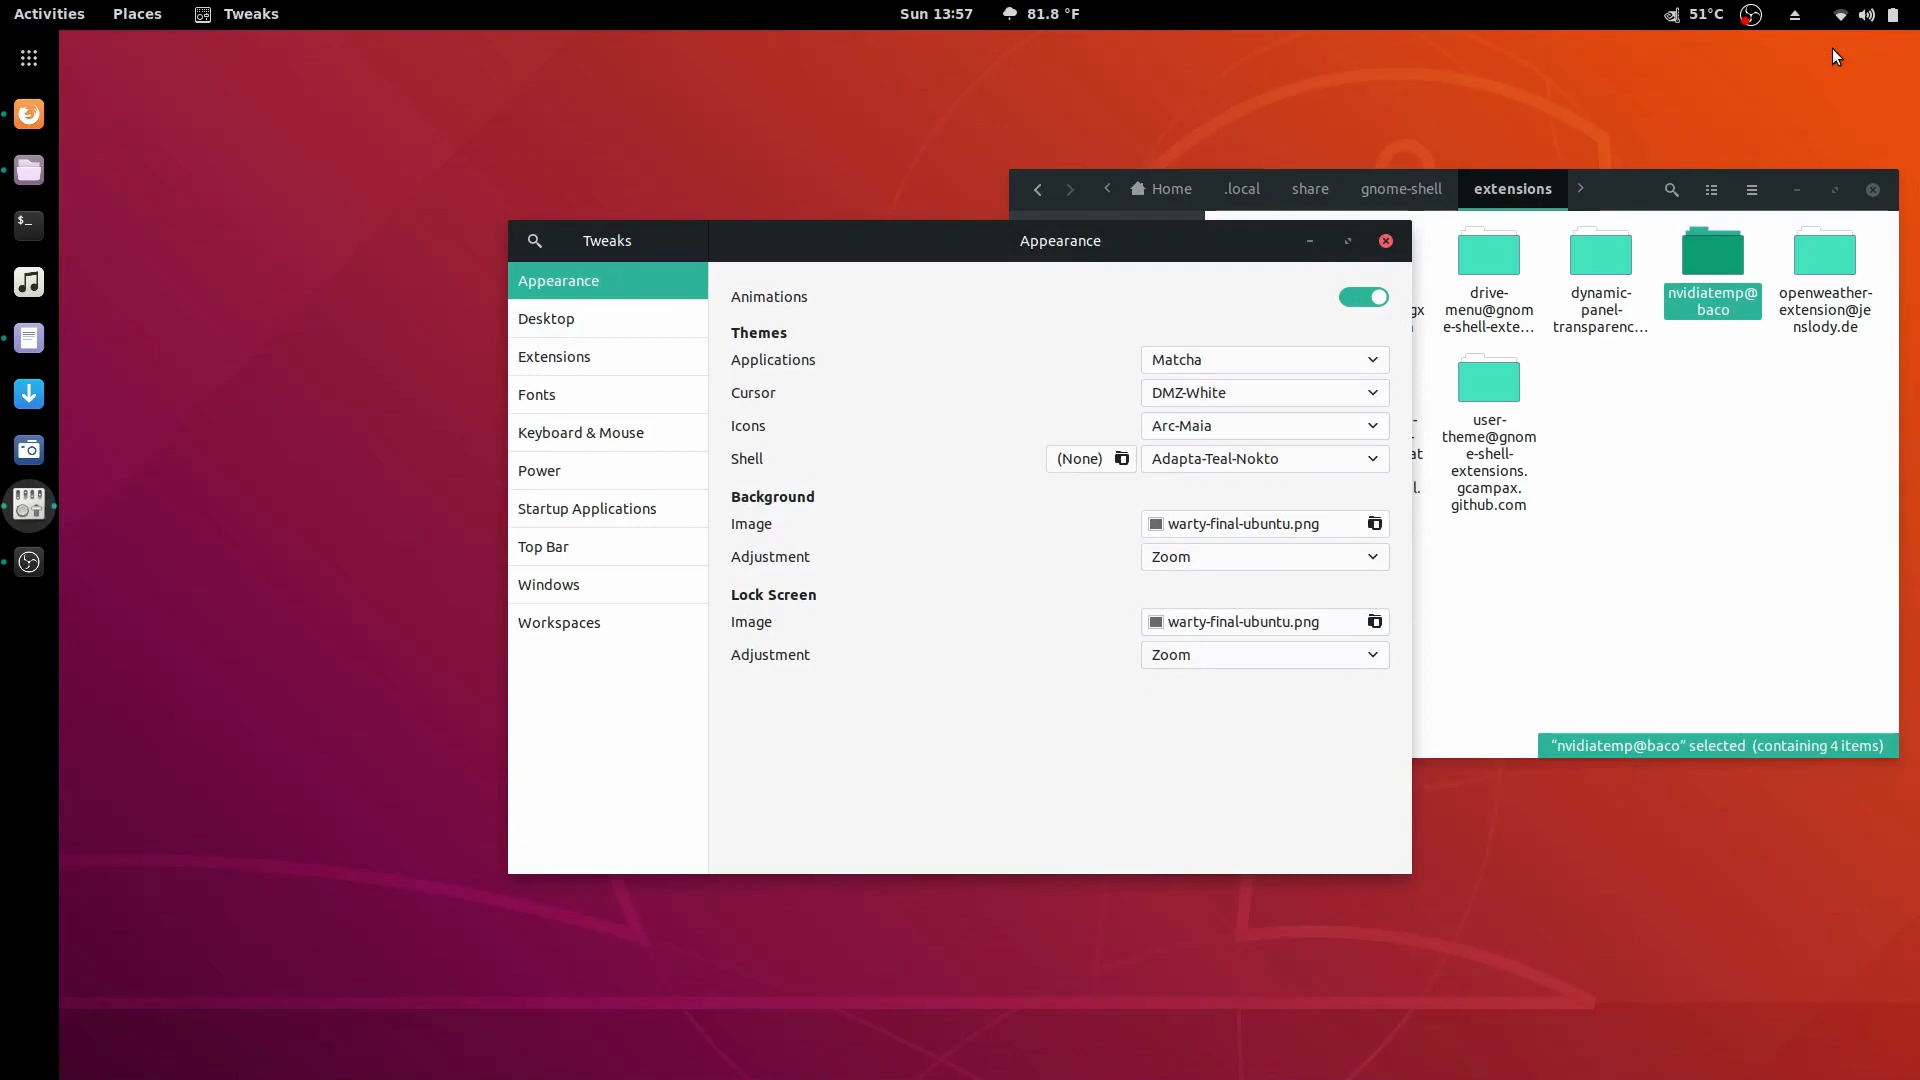 Activities Places Tweaks Sun 13:57 81.8 °F 51°C
Home .local share gnome-shell extensions
Tweaks
Appearance
Appearance
Desktop
Extensions
Fonts
Keyboard & Mouse
Power
Startup Applications
Top Bar
Windows
Workspaces
Animations
Themes
Applications Matcha
Cursor DMZ-White
Icons Arc-Maia
Shell (None) Adapta-Teal-Nokto
Background
Image warty-final-ubuntu.png
Adjustment Zoom
Lock Screen
Image warty-final-ubuntu.png
Adjustment Zoom
drive-
menu@gnom
e-shell-exte...
dynamic-
panel-
transparenc...
nvidiatemp@
baco
openweather-
extension@je
nslody.de
user-
theme@gnom
e-shell-
extensions.
gcampax.
github.com
"nvidiatemp@baco" selected (containing 4 items)